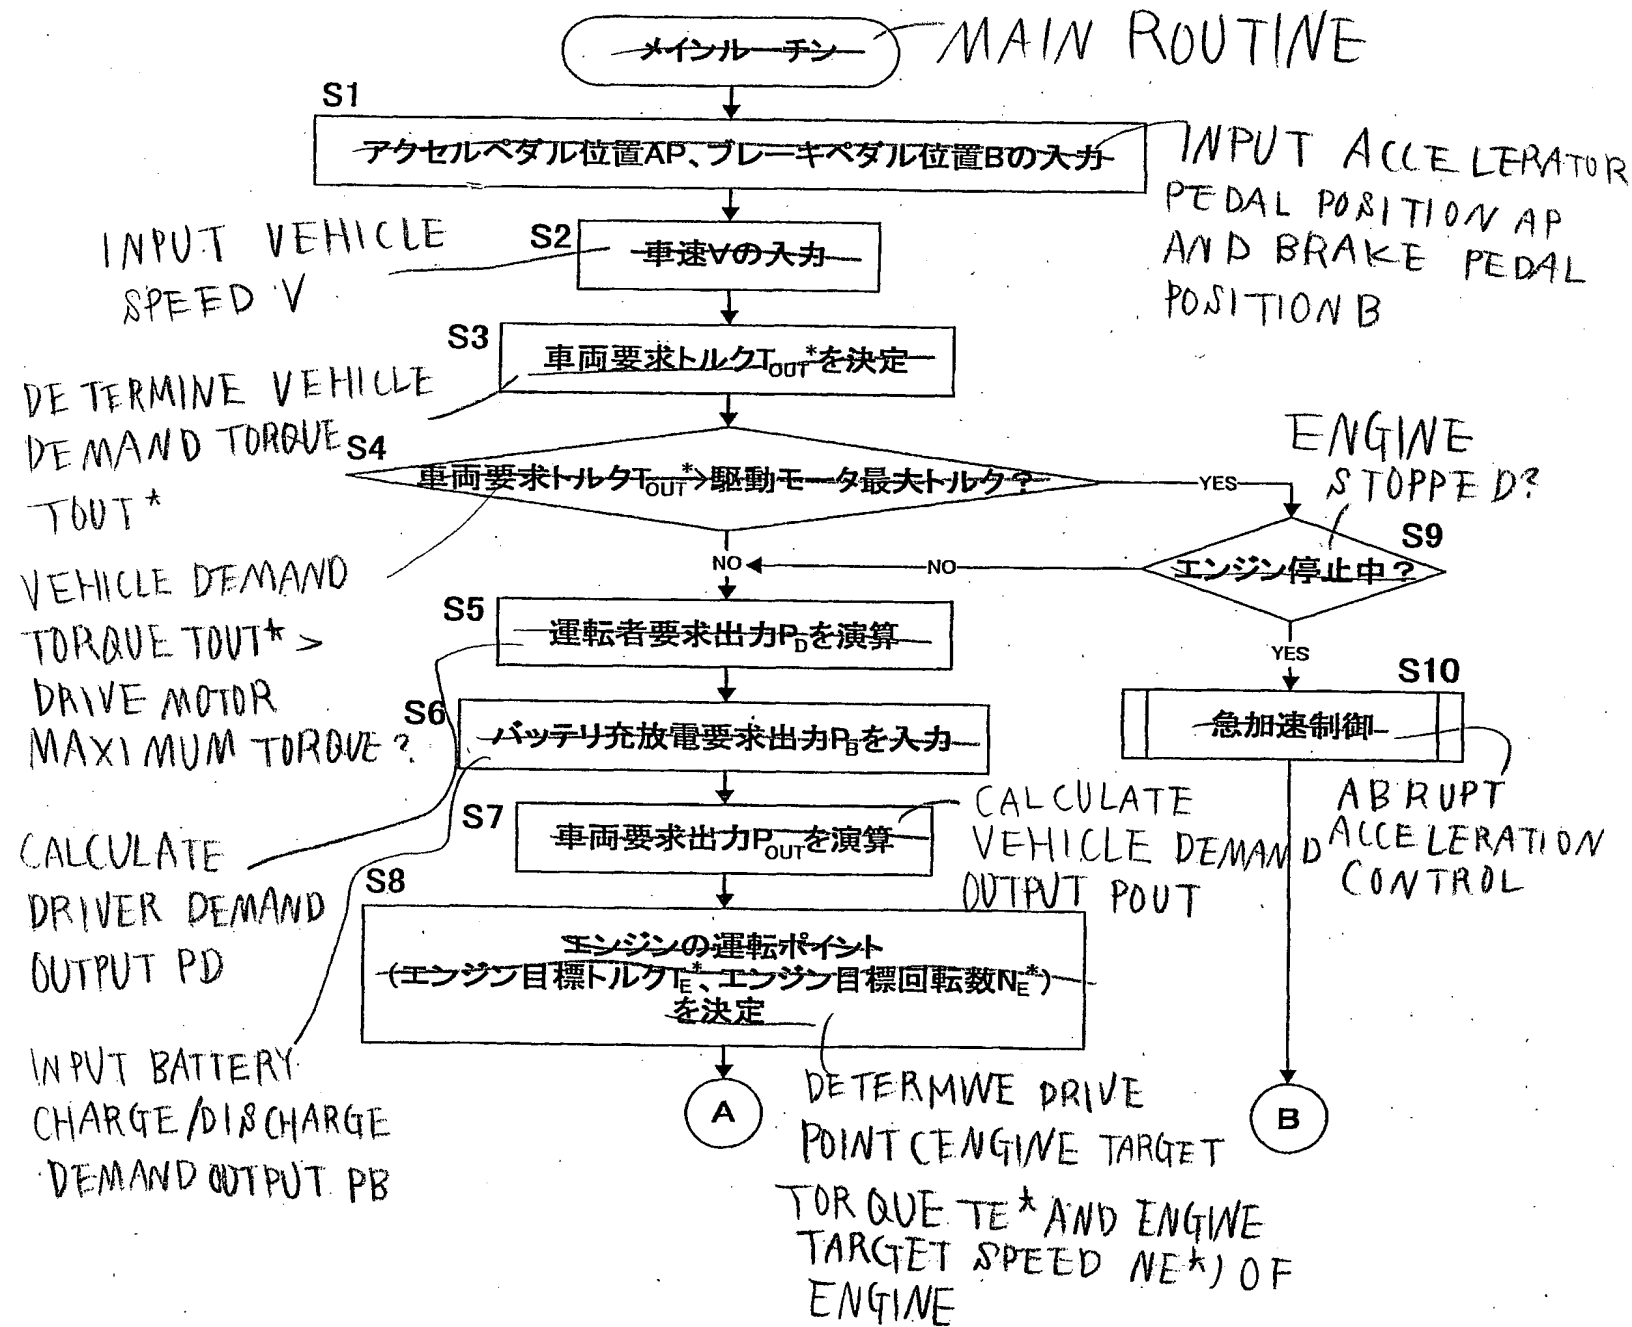 メインルーチン
MAIN ROUTINE
S1
アクセルペダル位置AP、ブレーキペダル位置Bの入力
INPUT ACCELERATOR
PEDAL POSITION AP
AND BRAKE PEDAL
POSITION B
S2
車速Vの入力
INPUT VEHICLE
SPEED V
S3
車両要求トルクTOUT*を決定
DETERMINE VEHICLE
DEMAND TORQUE
TOUT*
S4
車両要求トルクTOUT*>駆動モータ最大トルク?
YES
NO
VEHICLE DEMAND
TORQUE TOUT* >
DRIVE MOTOR
MAXIMUM TORQUE?
ENGINE
STOPPED?
S9
エンジン停止中?
NO
YES
S5
運転者要求出力PDを演算
CALCULATE
DRIVER DEMAND
OUTPUT PD
S10
急加速制御
ABRUPT
ACCELERATION
CONTROL
S6
バッテリ充放電要求出力PBを入力
INPUT BATTERY
CHARGE/DISCHARGE
DEMAND OUTPUT PB
S7
車両要求出力POUTを演算
CALCULATE
VEHICLE DEMAND
OUTPUT POUT
S8
エンジンの運転ポイント
(エンジン目標トルクTE*、エンジン目標回転数NE*)
を決定
DETERMINE DRIVE
POINT (ENGINE TARGET
TORQUE TE* AND ENGINE
TARGET SPEED NE*) OF
ENGINE
A
B